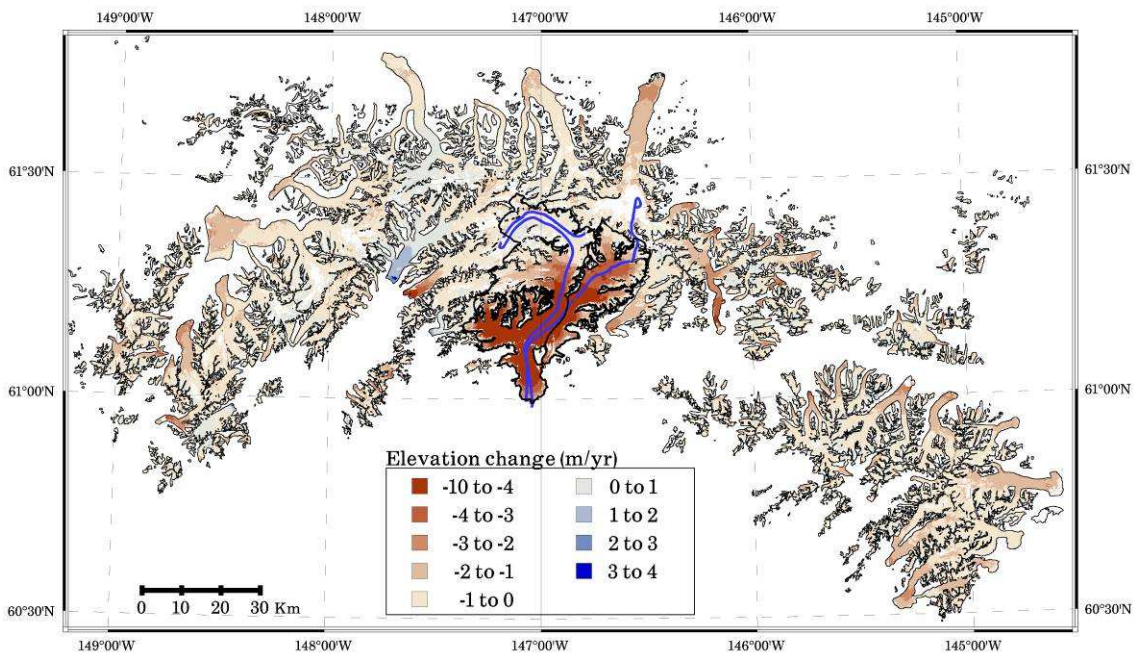 149°00'W 148°00'W 147°00'W 146°00'W 145°00'W
61°30'N 61°30'N
61°00'N 61°00'N
Elevation change (m/yr)
-10 to -4 0 to 1
-4 to -3 1 to 2
-3 to -2 2 to 3
-2 to -1 3 to 4
-1 to 0
0 10 20 30 Km
60°30'N 60°30'N
149°00'W 148°00'W 147°00'W 146°00'W 145°00'W